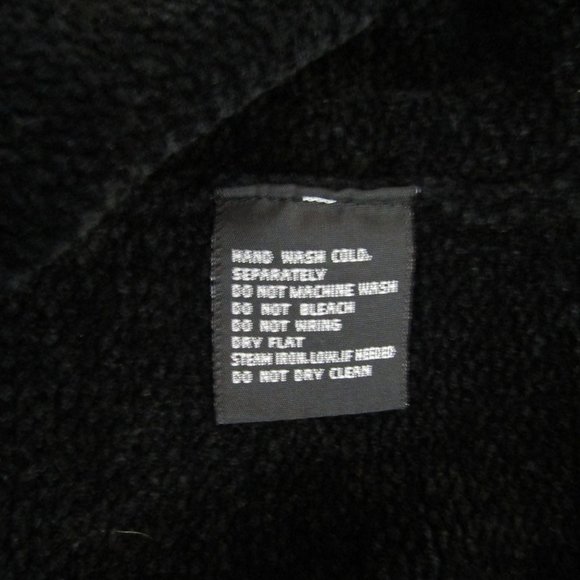 HAND WASH COLD.
SEPARATELY
DO NOT MACHINE WASH
DO NOT BLEACH
DO NOT WRING
DRY FLAT
STEAM IRON.LOW.IF NEEDED
DO NOT DRY CLEAN